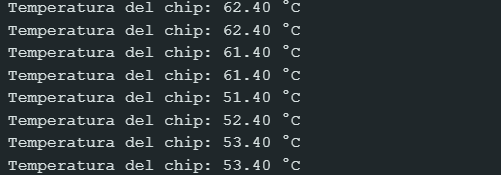 Temperatura del chip: 62.40 °C
Temperatura del chip: 62.40 °C
Temperatura del chip: 61.40 °C
Temperatura del chip: 61.40 °C
Temperatura del chip: 51.40 °C
Temperatura del chip: 52.40 °C
Temperatura del chip: 53.40 °C
Temperatura del chip: 53.40 °C